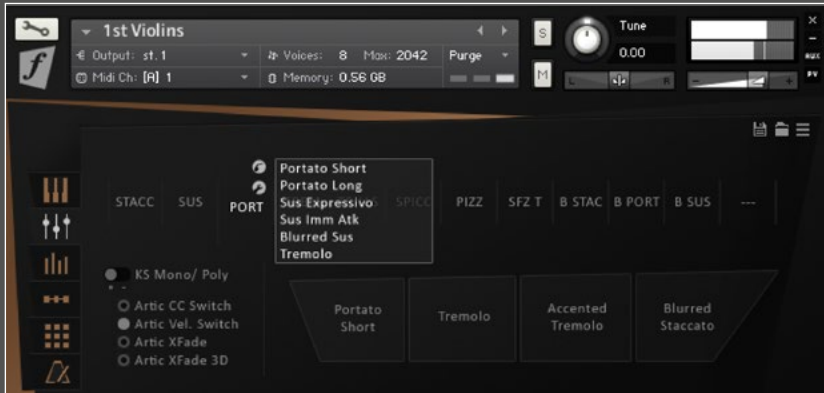 1st Violins
S
Tune
Output: st.1
Voices: 8 Max: 2042
Purge
0.00
AUX
Midi Ch: [A] 1
Memory: 0.56 GB
M
L
R
PV
f
Portato Short
Portato Long
Sus Expressivo
Sus Imm Atk
Blurred Sus
Tremolo
STACC SUS PORT SPICC PIZZ SFZ T B STAC B PORT B SUS ---
KS Mono/ Poly
Artic CC Switch
Artic Vel. Switch
Artic XFade
Artic XFade 3D
Portato
Short
Tremolo
Accented
Tremolo
Blurred
Staccato